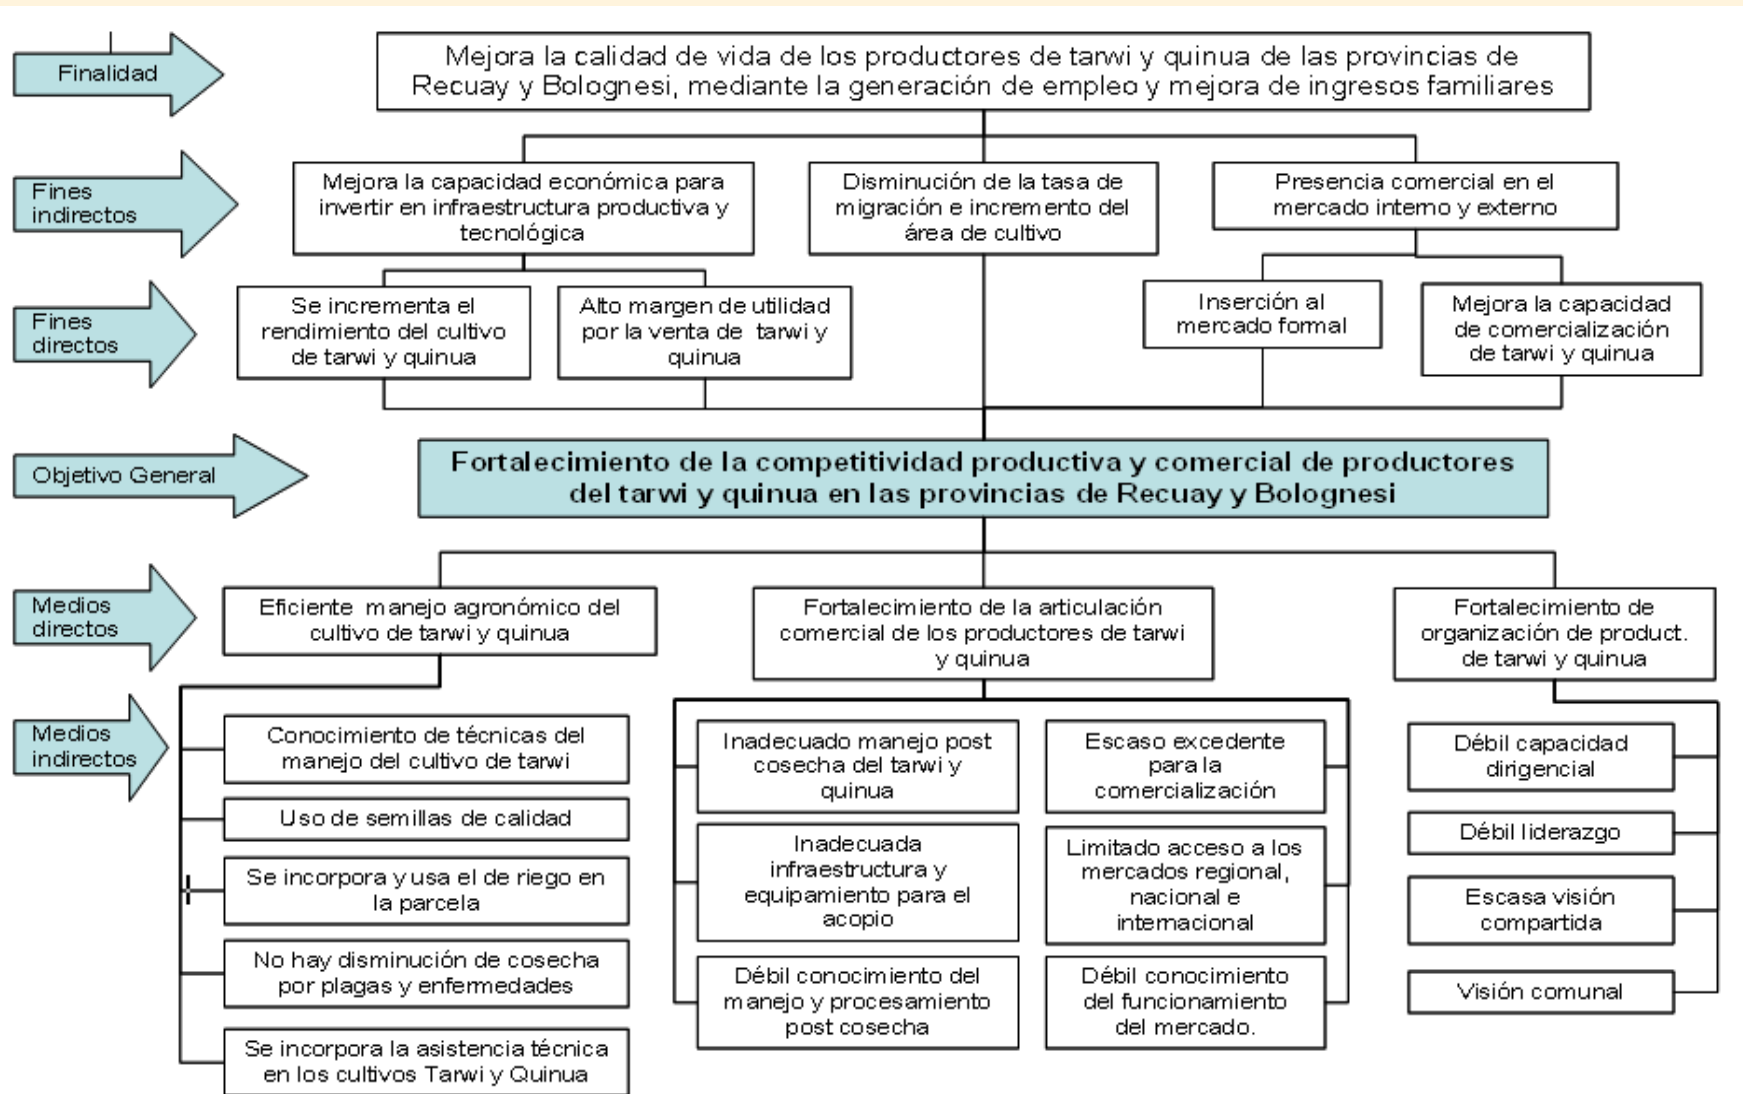 Finalidad
Mejora la calidad de vida de los productores de tarwi y quinua de las provincias de
Recuay y Bolognesi, mediante la generación de empleo y mejora de ingresos familiares
Fines
indirectos
Mejora la capacidad económica para
invertir en infraestructura productiva y
tecnológica
Disminución de la tasa de
migración e incremento del
área de cultivo
Presencia comercial en el
mercado interno y externo
Fines
directos
Se incrementa el
rendimiento del cultivo
de tarwi y quinua
Alto margen de utilidad
por la venta de tarwi y
quinua
Inserción al
mercado formal
Mejora la capacidad
de comercialización
de tarwi y quinua
Objetivo General
Fortalecimiento de la competitividad productiva y comercial de productores
del tarwi y quinua en las provincias de Recuay y Bolognesi
Medios
directos
Eficiente manejo agronómico del
cultivo de tarwi y quinua
Fortalecimiento de la articulación
comercial de los productores de tarwi
y quinua
Fortalecimiento de
organización de product.
de tarwi y quinua
Medios
indirectos
Conocimiento de técnicas del
manejo del cultivo de tarwi
Uso de semillas de calidad
Se incorpora y usa el de riego en
la parcela
No hay disminución de cosecha
por plagas y enfermedades
Se incorpora la asistencia técnica
en los cultivos Tarwi y Quinua
Inadecuado manejo post
cosecha del tarwi y
quinua
Inadecuada
infraestructura y
equipamiento para el
acopio
Débil conocimiento del
manejo y procesamiento
post cosecha
Escaso excedente
para la
comercialización
Limitado acceso a los
mercados regional,
nacional e
internacional
Débil conocimiento
del funcionamiento
del mercado.
Débil capacidad
dirigencial
Débil liderazgo
Escasa visión
compartida
Visión comunal